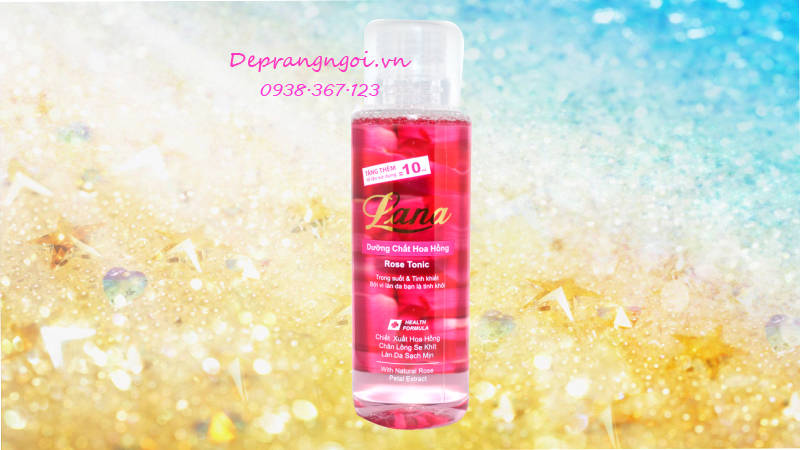 Deprangngoi.vn
0938·367·123
TẶNG THÊM
= 10
Lana
Dưỡng Chất Hoa Hồng
Rose Tonic
Trong suốt & Tinh khiết
Bởi vì làn da bạn là tinh khôi
HEALTH
FORMULA
Chiết Xuất Hoa Hồng
Chân Lông Se Khít
Làn Da Sạch Mịn
With Natural Rose
Petal Extract